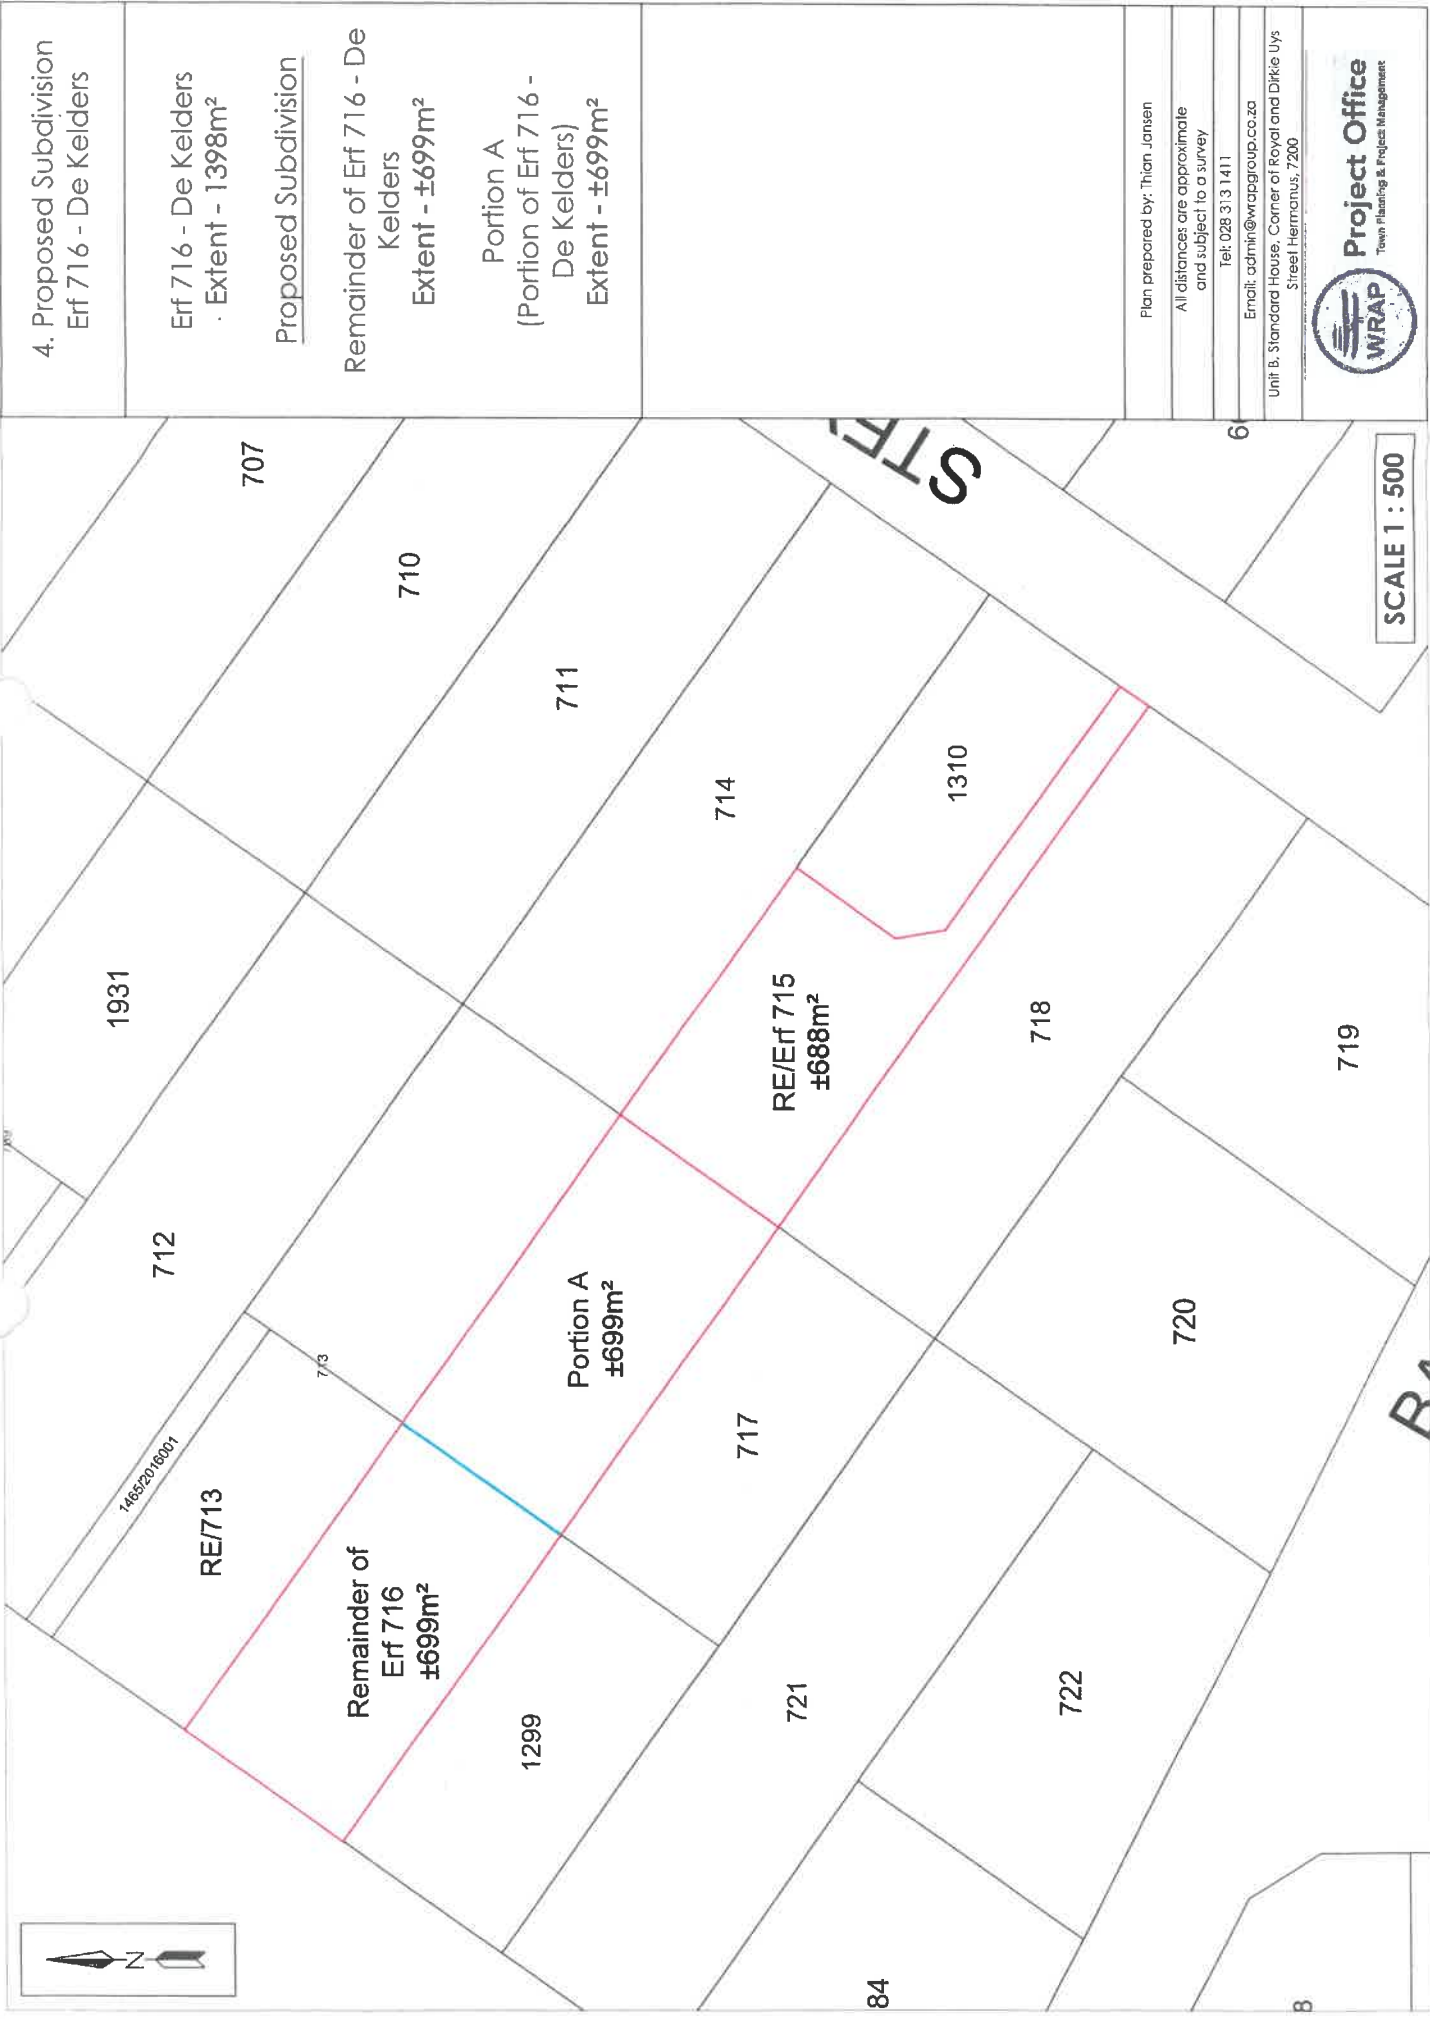 4. Proposed Subdivision
Erf 716 - De Kelders
Erf 716 - De Kelders
Extent - 1398m²
Proposed Subdivision
Remainder of Erf 716 - De
Kelders
Extent - ±699m²
Portion A
(Portion of Erf 716 -
De Kelders)
Extent - ±699m²
Plan prepared by: Thian Jansen
All distances are approximate
and subject to a survey
Tel: 028 313 1411
Email: admin@wrapgroup.co.za
Unit B, Standard House, Corner of Royal and Dirkie Uys
Street Hermanus, 7200
WRAP
Project Office
Town Planning & Project Management
N
1465/2016001
RE/713
713
712
1931
707
710
711
714
1310
Remainder of
Erf 716
±699m²
Portion A
±699m²
RE/Erf 715
±688m²
1299
717
718
721
720
719
722
84
8
6
STE
BA
SCALE 1 : 500